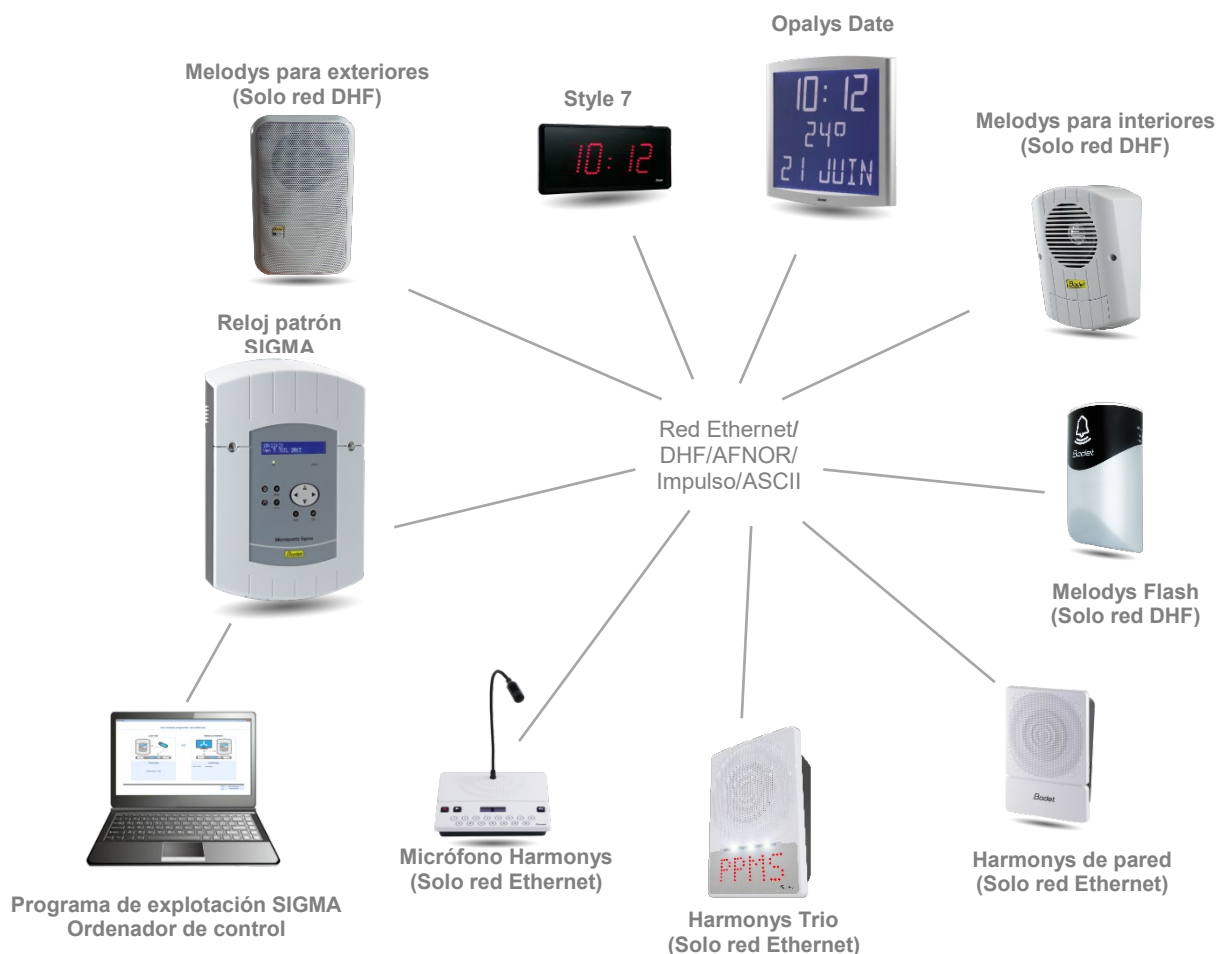 Opalys Date
Melodys para exteriores
(Solo red DHF)
Style 7
10:12
24º
21 JUIN
10:12
Melodys para interiores
(Solo red DHF)
Bodet
Reloj patrón
SIGMA
Bodet
Red Ethernet/
DHF/AFNOR/
Impulso/ASCII
Bodet
Melodys Flash
(Solo red DHF)
Bodet
PPMS
Micrófono Harmonys
(Solo red Ethernet)
Harmonys de pared
(Solo red Ethernet)
Programa de explotación SIGMA
Ordenador de control
Harmonys Trio
(Solo red Ethernet)